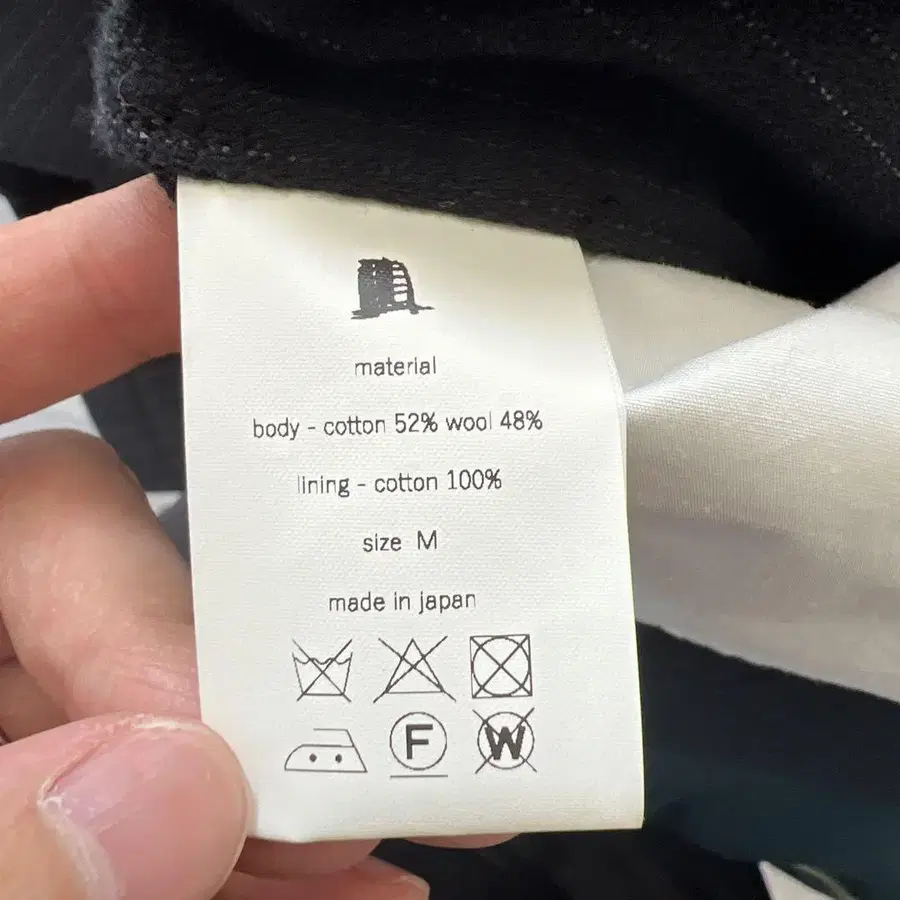 material
body - cotton 52% wool 48%
lining - cotton 100%
size M
made in japan
F W